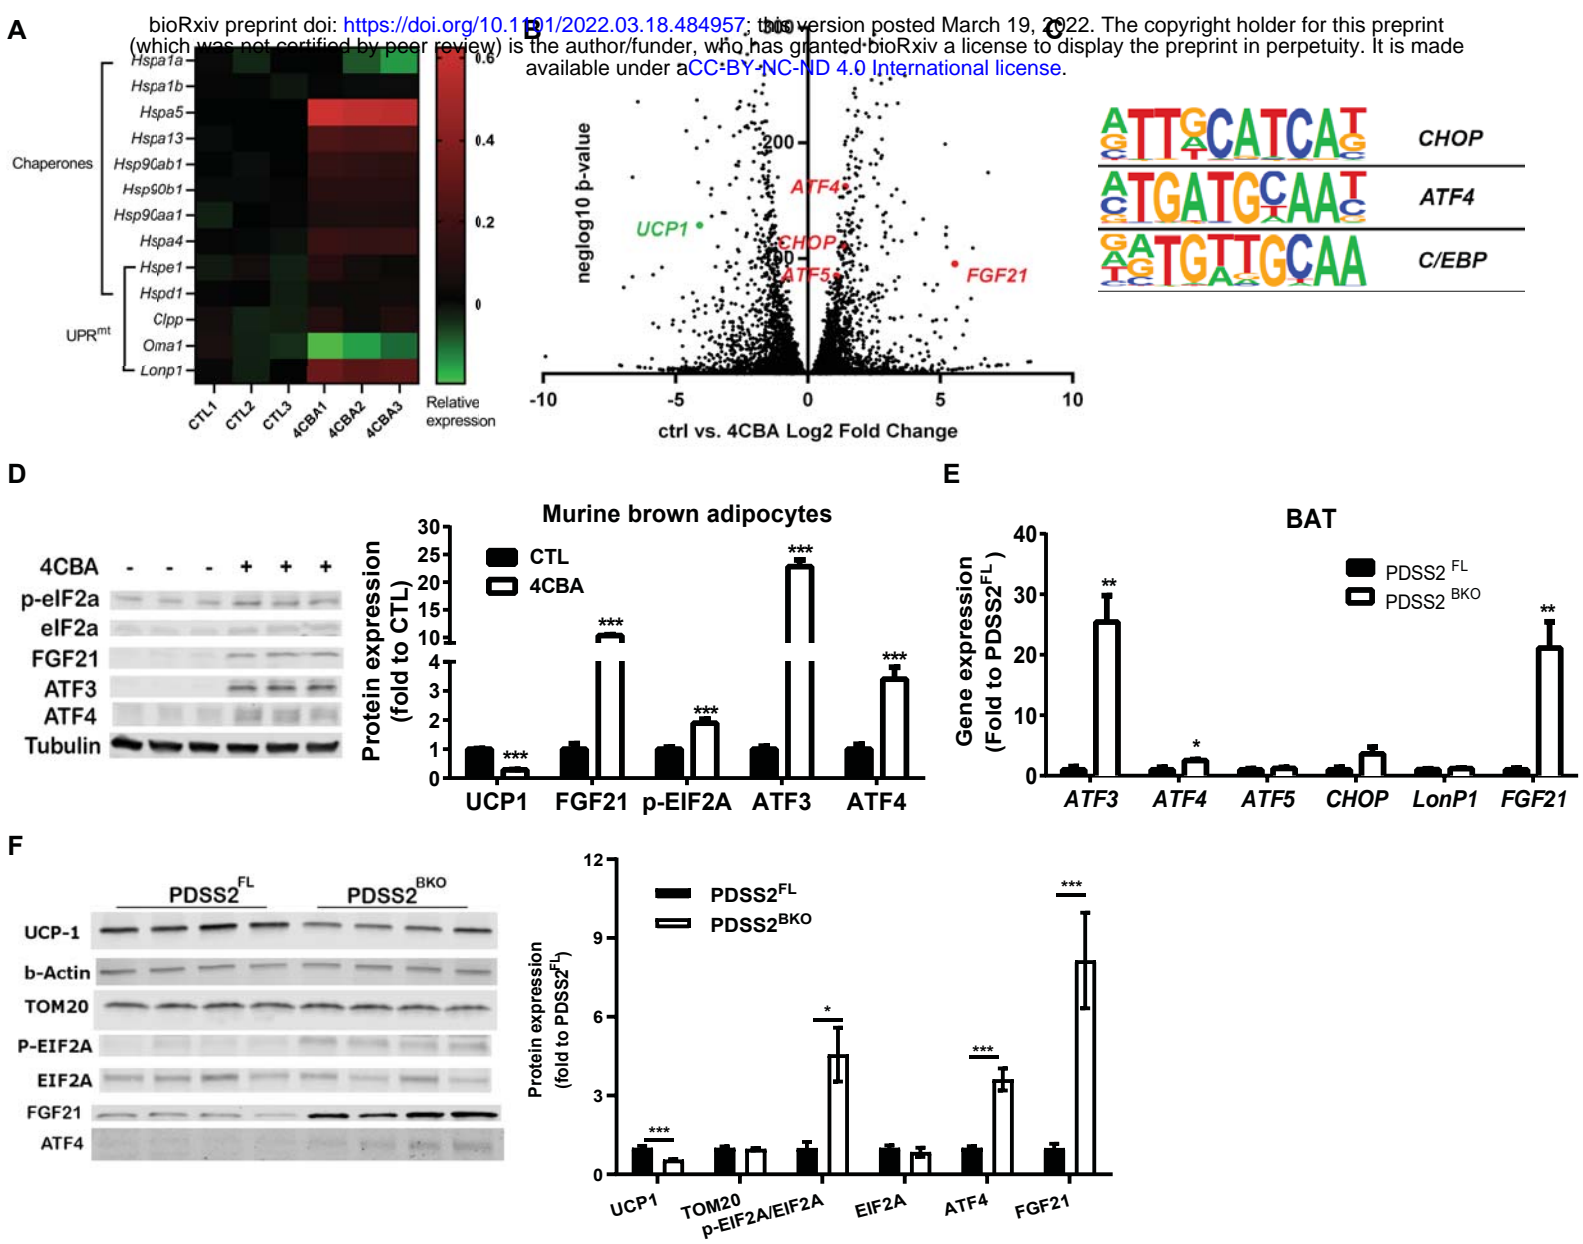 bioRxiv preprint doi: https://doi.org/10.1101/2022.03.18.484957; this version posted March 19, 2022. The copyright holder for this preprint
(which was not certified by peer review) is the author/funder, who has granted bioRxiv a license to display the preprint in perpetuity. It is made
available under aCC-BY-NC-ND 4.0 International license.
A
Chaperones
UPRmt
Hspa1a
Hspa1b
Hspa5
Hspa13
Hsp90ab1
Hsp90b1
Hsp90aa1
Hspa4
Hspe1
Hspd1
Clpp
Oma1
Lonp1
CTL1
CTL2
CTL3
4CBA1
4CBA2
4CBA3
0.6
0.4
0.2
0
Relative
expression
B
neglog10 p-value
300
200
100
UCP1
ATF4
CHOP
ATF5
FGF21
-10
-5
0
5
10
ctrl vs. 4CBA Log2 Fold Change
C
CHOP
ATF4
C/EBP
D
4CBA - - - + + +
p-eIF2a
eIF2a
FGF21
ATF3
ATF4
Tubulin
Murine brown adipocytes
Protein expression
(fold to CTL)
30
25
20
15
10
4
3
2
1
0
CTL
4CBA
***
***
***
***
***
UCP1
FGF21
p-EIF2A
ATF3
ATF4
E
BAT
Gene expression
(Fold to PDSS2FL)
40
30
20
10
0
PDSS2 FL
PDSS2 BKO
**
*
**
ATF3
ATF4
ATF5
CHOP
LonP1
FGF21
F
PDSS2FL
PDSS2BKO
UCP-1
b-Actin
TOM20
P-EIF2A
EIF2A
FGF21
ATF4
Protein expression
(fold to PDSS2FL)
12
9
6
3
0
PDSS2FL
PDSS2BKO
***
*
***
***
UCP1
TOM20
p-EIF2A/EIF2A
EIF2A
ATF4
FGF21